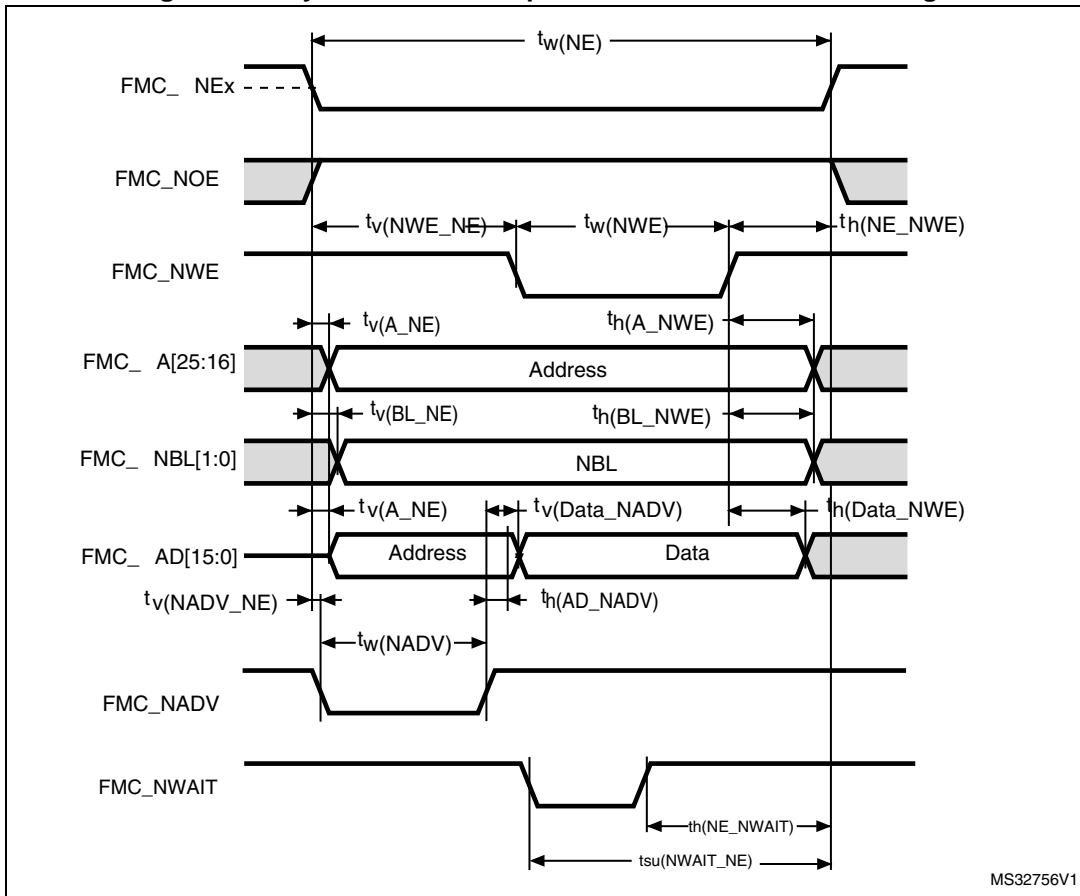 tw(NE)
FMC_ NEx
FMC_NOE
tv(NWE_NE)
tw(NWE)
th(NE_NWE)
FMC_NWE
tv(A_NE)
th(A_NWE)
FMC_ A[25:16]
Address
tv(BL_NE)
th(BL_NWE)
FMC_ NBL[1:0]
NBL
tv(A_NE)
tv(Data_NADV)
th(Data_NWE)
FMC_ AD[15:0]
Address
Data
tv(NADV_NE)
th(AD_NADV)
tw(NADV)
FMC_NADV
FMC_NWAIT
th(NE_NWAIT)
tsu(NWAIT_NE)
MS32756V1